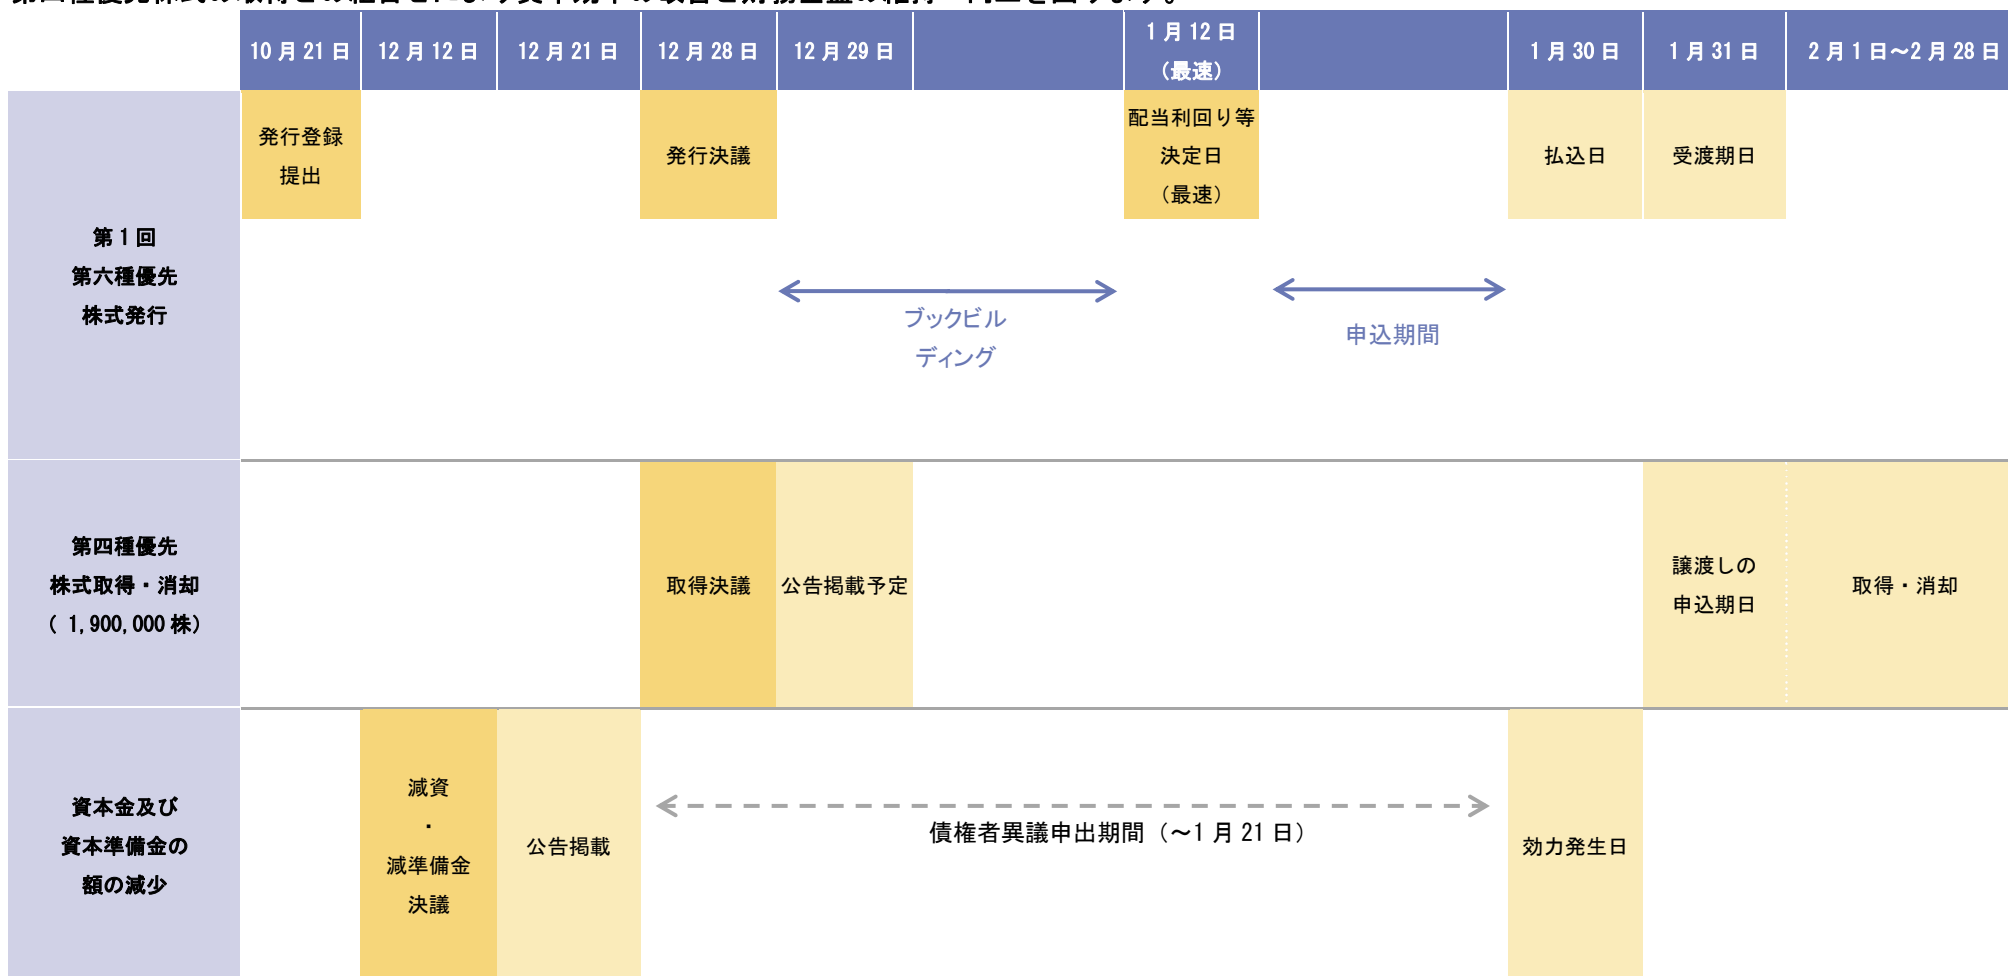 10月21日 12月12日 12月21日 12月28日 12月29日 1月12日 1月30日 1月31日 2月1日～2月28日
（最速）
第1回
第六種優先
株式発行
発行登録
提出
発行決議
配当利回り等
決定日
（最速）
払込日
受渡期日
ブックビル
ディング
申込期間
第四種優先
株式取得・消却
（ 1,900,000株）
取得決議
公告掲載予定
譲渡しの
申込期日
取得・消却
資本金及び
資本準備金の
額の減少
減資
・
減準備金
決議
公告掲載
債権者異議申出期間（～1月21日）
効力発生日